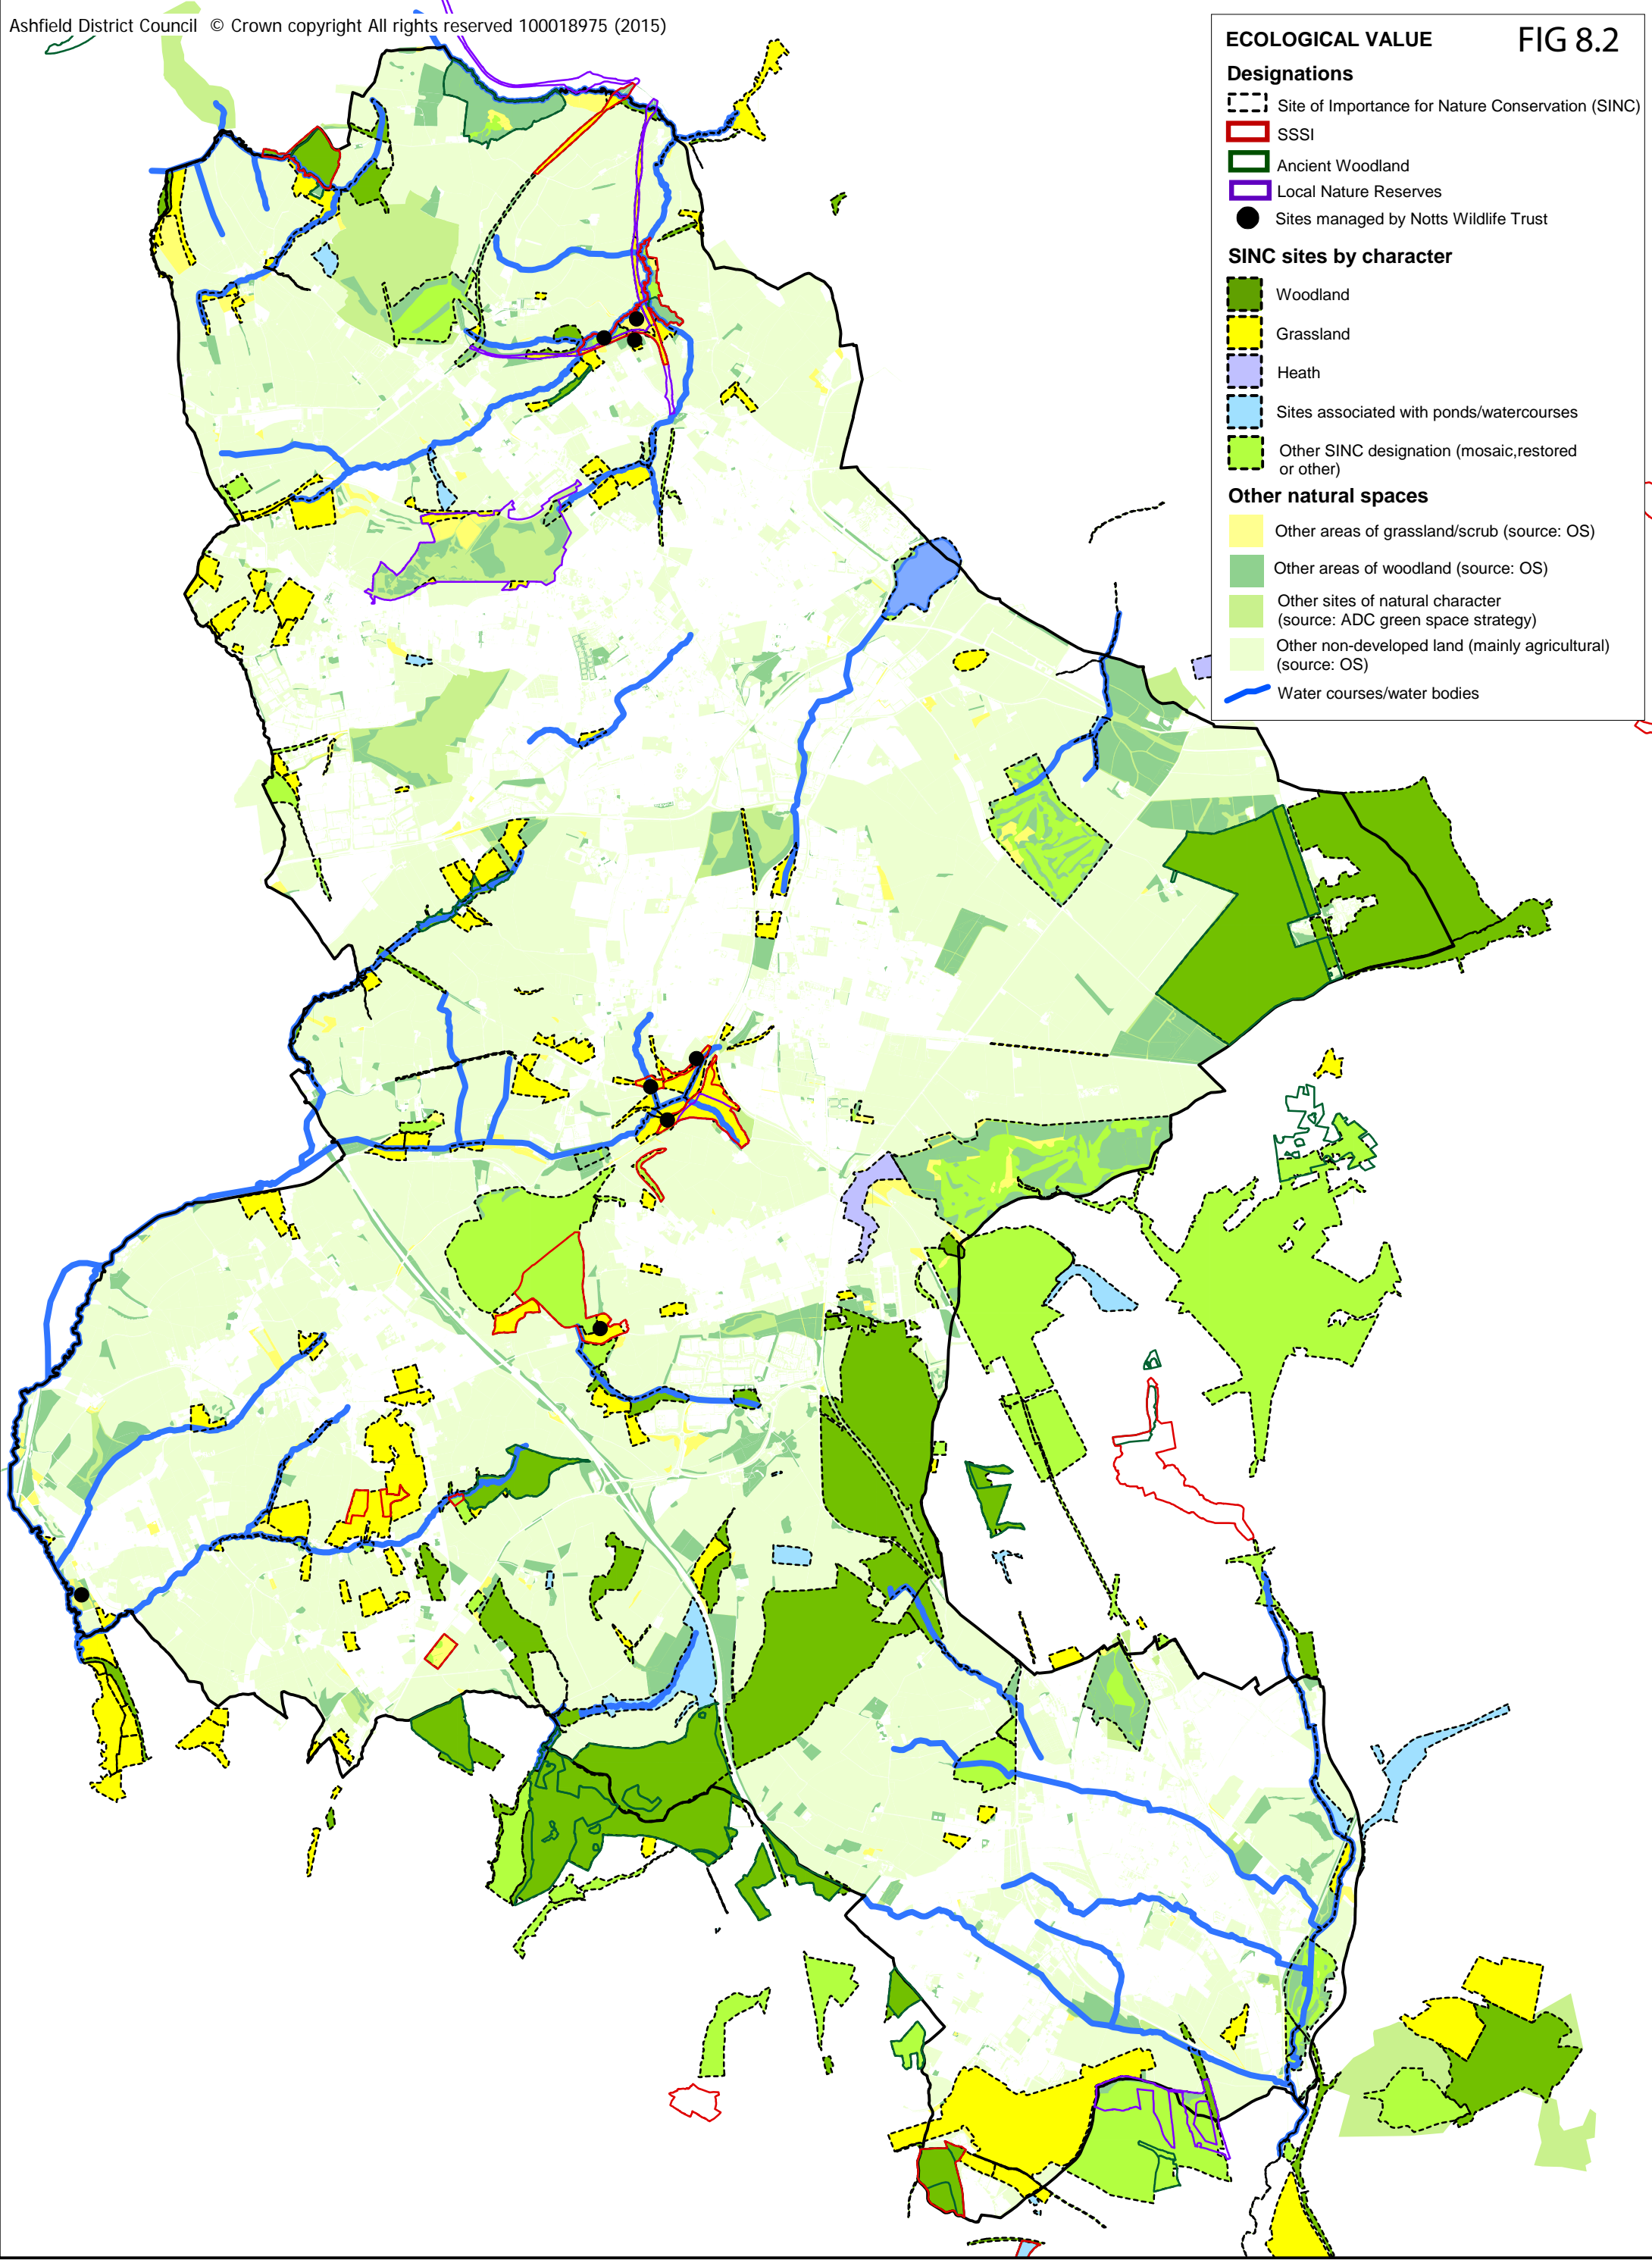 Ashfield District Council © Crown copyright All rights reserved 100018975 (2015)
ECOLOGICAL VALUE FIG 8.2
Designations
Site of Importance for Nature Conservation (SINC)
SSSI
Ancient Woodland
Local Nature Reserves
Sites managed by Notts Wildlife Trust
SINC sites by character
Woodland
Grassland
Heath
Sites associated with ponds/watercourses
Other SINC designation (mosaic,restored
or other)
Other natural spaces
Other areas of grassland/scrub (source: OS)
Other areas of woodland (source: OS)
Other sites of natural character
(source: ADC green space strategy)
Other non-developed land (mainly agricultural)
(source: OS)
Water courses/water bodies